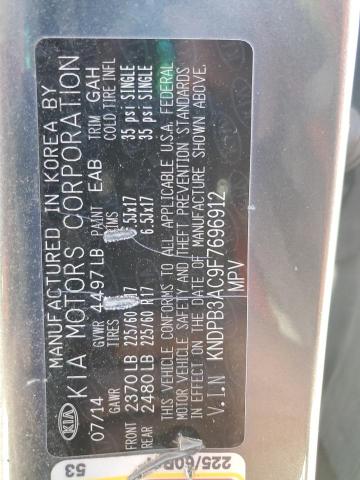 MANUFACTURED IN KOREA BY
KIA KIA MOTORS CORPORATION
07/14 GVWR 4497LB PAINT EAB TRIM GAH
GAWR TIRES RIMS COLD TIRE INFL
FRONT 2370LB 225/60 R17 6.5JX17 35 psi SINGLE
REAR 2480LB 225/60 R17 6.5JX17 35 psi SINGLE
THIS VEHICLE CONFORMS TO ALL APPLICABLE U.S.A. FEDERAL
MOTOR VEHICLE SAFETY & THEFT PREVENTION STANDARDS
IN EFFECT ON THE DATE OF MANUFACTURE SHOWN ABOVE.
V.I.N KNDPB3AC9F7696912
MPV
53